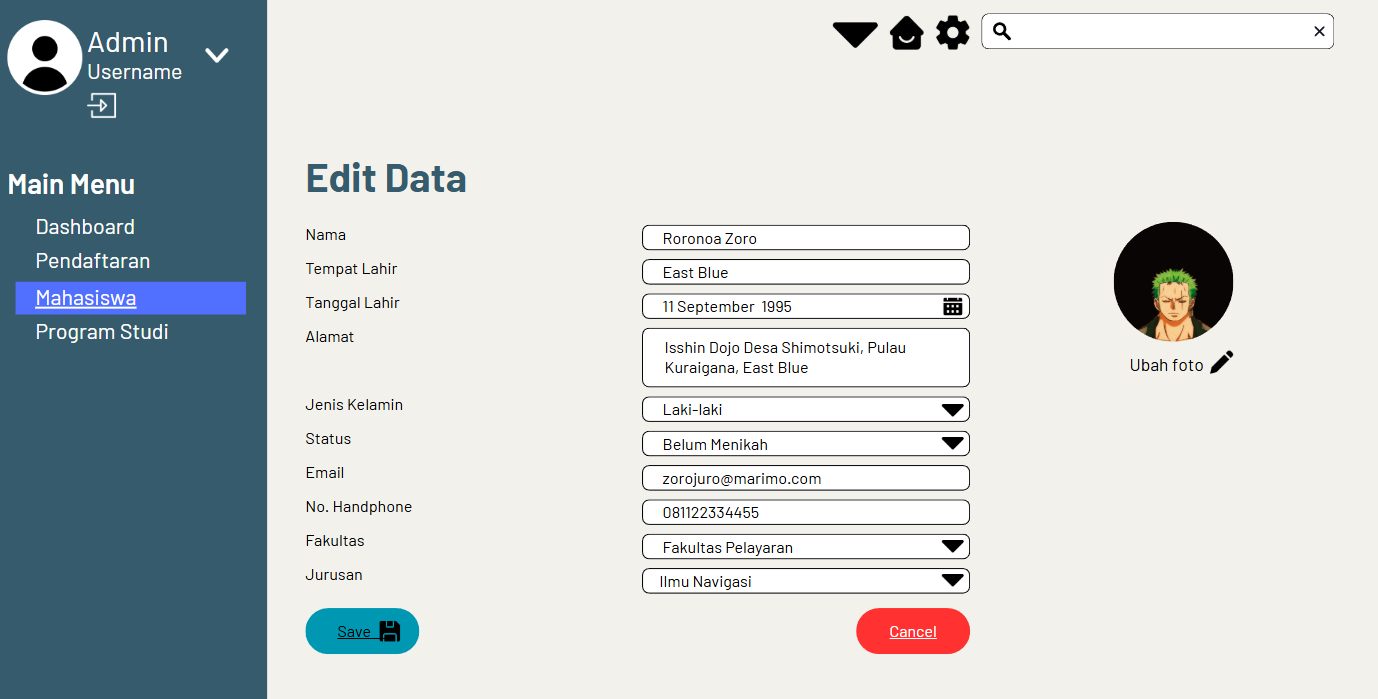 Admin
Username
Main Menu
Dashboard
Pendaftaran
Mahasiswa
Program Studi
Edit Data
Nama
Roronoa Zoro
Tempat Lahir
East Blue
Tanggal Lahir
11 September 1995
Alamat
Isshin Dojo Desa Shimotsuki, Pulau
Kuraigana, East Blue
Jenis Kelamin
Laki-laki
Status
Belum Menikah
Email
zorojuro@marimo.com
No. Handphone
081122334455
Fakultas
Fakultas Pelayaran
Jurusan
Ilmu Navigasi
Save
Cancel
Ubah foto